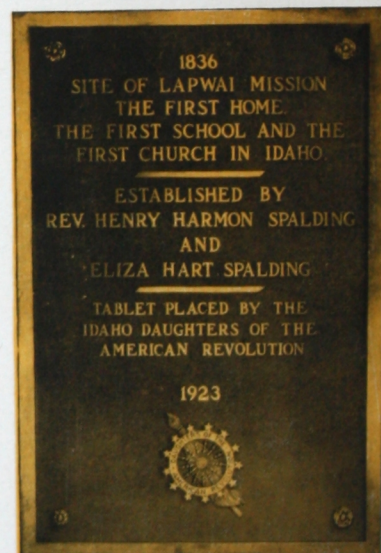 1836
SITE OF LAPWAI MISSION
THE FIRST HOME.
THE FIRST SCHOOL AND THE
FIRST CHURCH IN IDAHO
ESTABLISHED BY
REV. HENRY HARMON SPALDING
AND
ELIZA HART SPALDING
TABLET PLACED BY THE
IDAHO DAUGHTERS OF THE
AMERICAN REVOLUTION
1923